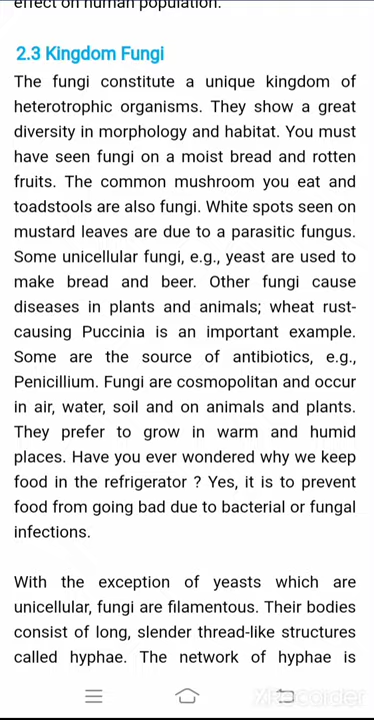 effect on human population.
2.3 Kingdom Fungi
The fungi constitute a unique kingdom of
heterotrophic organisms. They show a great
diversity in morphology and habitat. You must
have seen fungi on a moist bread and rotten
fruits. The common mushroom you eat and
toadstools are also fungi. White spots seen on
mustard leaves are due to a parasitic fungus.
Some unicellular fungi, e.g., yeast are used to
make bread and beer. Other fungi cause
diseases in plants and animals; wheat rust-
causing Puccinia is an important example.
Some are the source of antibiotics, e.g.,
Penicillium. Fungi are cosmopolitan and occur
in air, water, soil and on animals and plants.
They prefer to grow in warm and humid
places. Have you ever wondered why we keep
food in the refrigerator ? Yes, it is to prevent
food from going bad due to bacterial or fungal
infections.
With the exception of yeasts which are
unicellular, fungi are filamentous. Their bodies
consist of long, slender thread-like structures
called hyphae. The network of hyphae is
XRecorder